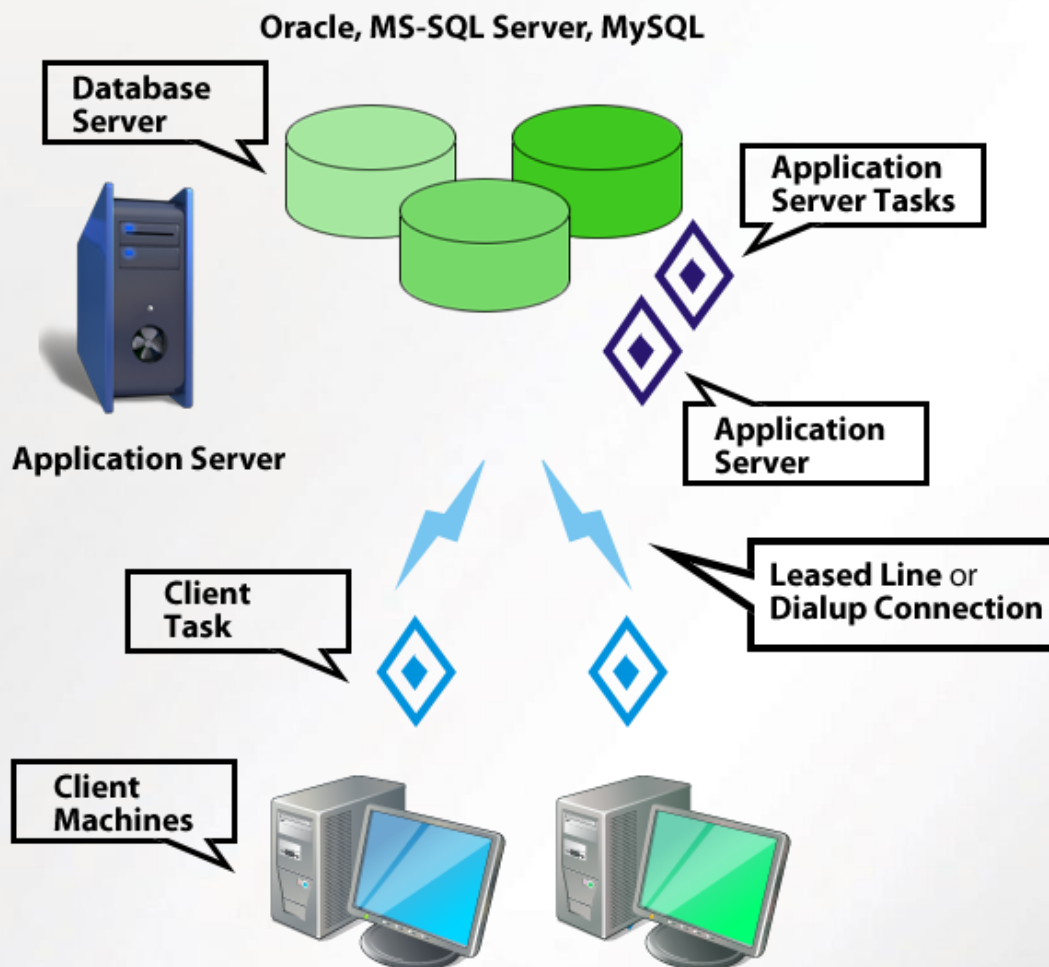 Oracle, MS-SQL Server, MySQL
Database
Server
Application
Server Tasks
Application
Server
Application Server
Leased Line or
Dialup Connection
Client
Task
Client
Machines